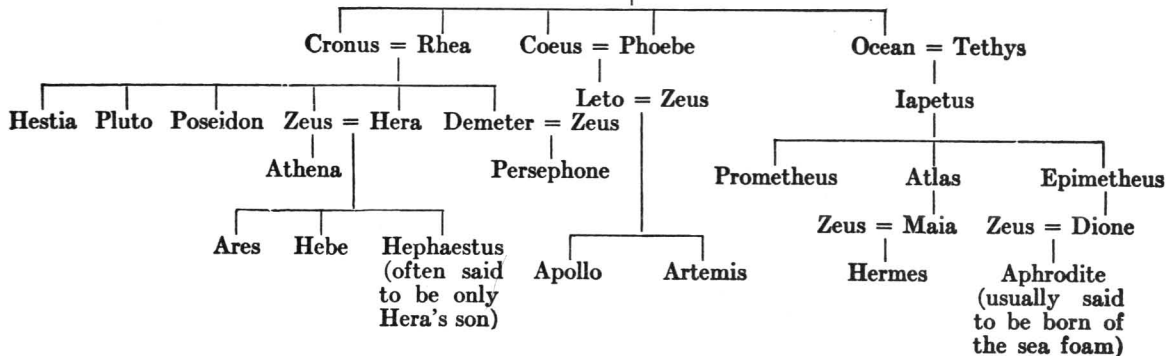 Cronus = Rhea Coeus = Phoebe Ocean = Tethys
Leto = Zeus Iapetus
Hestia Pluto Poseidon Zeus = Hera Demeter = Zeus
Athena Persephone Prometheus Atlas Epimetheus
Zeus = Maia Zeus = Dione
Ares Hebe Hephaestus Apollo Artemis Hermes Aphrodite
(often said (usually said
to be only to be born of
Hera's son) the sea foam)